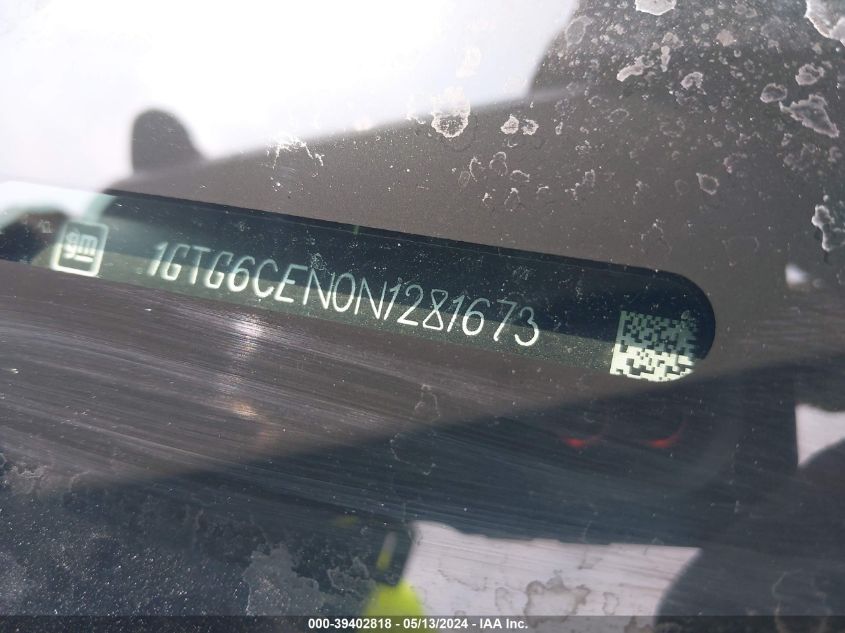 gm 1GTG6CEN0N1281673
000-39402818 - 05/13/2024 - IAA Inc.